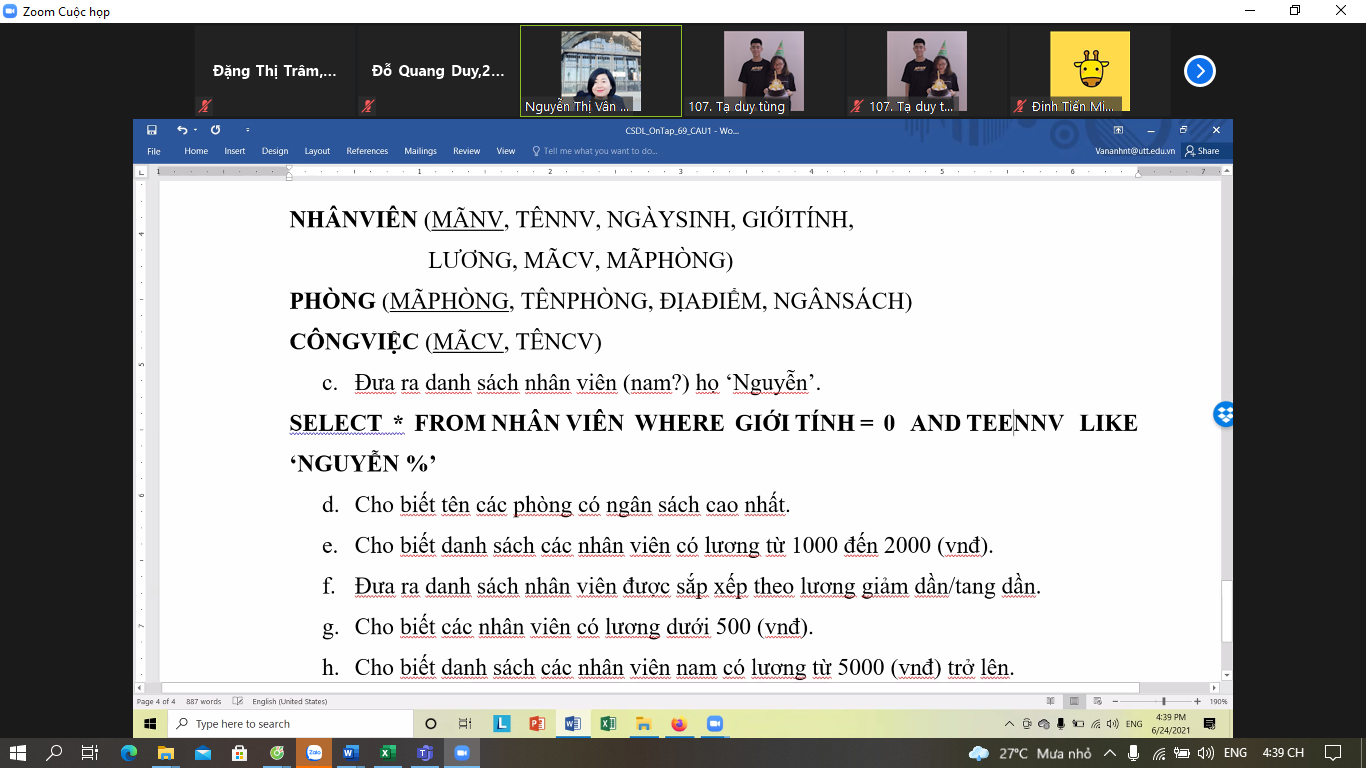 Zoom Cuộc họp
Đặng Thị Trâm,...
Đỗ Quang Duy,2...
Nguyễn Thị Vân ...
107. Tạ duy tùng
107. Tạ duy t...
Đinh Tiến Mi...
CSDL_OnTap_69_CAU1 - Wo...
File Home Insert Design Layout References Mailings Review View Tell me what you want to do... Vananhnt@utt.edu.vn Share
1 1 2 3 4 5 6 7
NHÂNVIÊN (MÃNV, TÊNNV, NGÀYSINH, GIỚITÍNH,
LƯƠNG, MÃCV, MÃPHÒNG)
PHÒNG (MÃPHÒNG, TÊNPHÒNG, ĐỊAĐIỂM, NGÂNSÁCH)
CÔNGVIỆC (MÃCV, TÊNCV)
c. Đưa ra danh sách nhân viên (nam?) họ ‘Nguyễn’.
SELECT * FROM NHÂN VIÊN WHERE GIỚI TÍNH = 0 AND TEENNV LIKE
‘NGUYỄN %’
d. Cho biết tên các phòng có ngân sách cao nhất.
e. Cho biết danh sách các nhân viên có lương từ 1000 đến 2000 (vnđ).
f. Đưa ra danh sách nhân viên được sắp xếp theo lương giảm dần/tang dần.
g. Cho biết các nhân viên có lương dưới 500 (vnđ).
h. Cho biết danh sách các nhân viên nam có lương từ 5000 (vnđ) trở lên.
Page 4 of 4 887 words English (United States) 190%
Type here to search ENG 4:39 PM
6/24/2021
27°C Mưa nhỏ ENG 4:39 CH